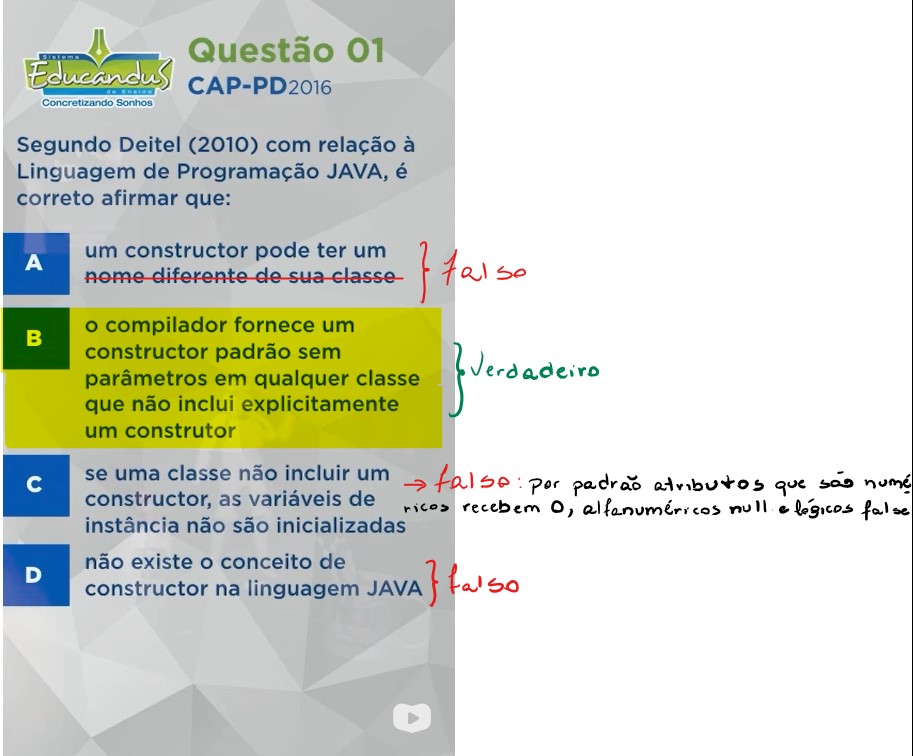 Sistema
Educandus
de Ensino
Concretizando Sonhos
Questão 01
CAP-PD2016
Segundo Deitel (2010) com relação à
Linguagem de Programação JAVA, é
correto afirmar que:
A
um constructor pode ter um
nome diferente de sua classe
falso
B
o compilador fornece um
constructor padrão sem
parâmetros em qualquer classe
que não inclui explicitamente
um construtor
Verdadeiro
C
se uma classe não incluir um
constructor, as variáveis de
instância não são inicializadas
→ falso: por padrão atributos que são numé
ricos recebem 0, alfanuméricos null e lógicos false
D
não existe o conceito de
constructor na linguagem JAVA
falso